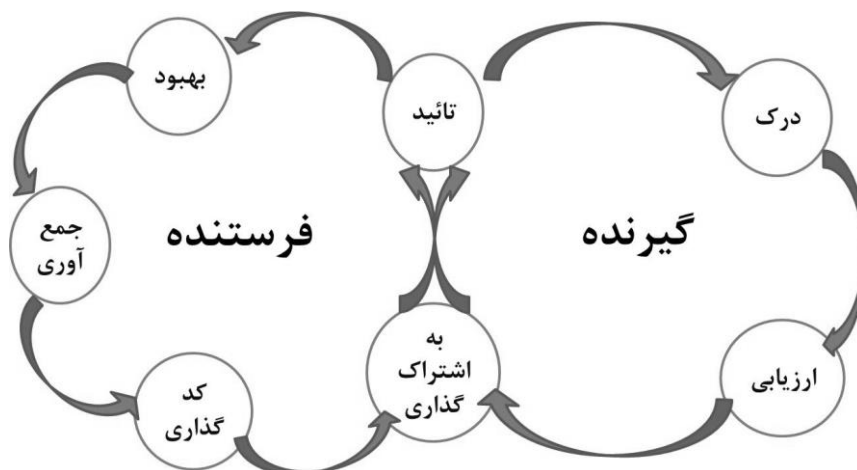 بهبود
تائید
درک
جمع
آوری
فرستنده
گیرنده
به
اشتراک
گذاری
ارزیابی
کد
گذاری